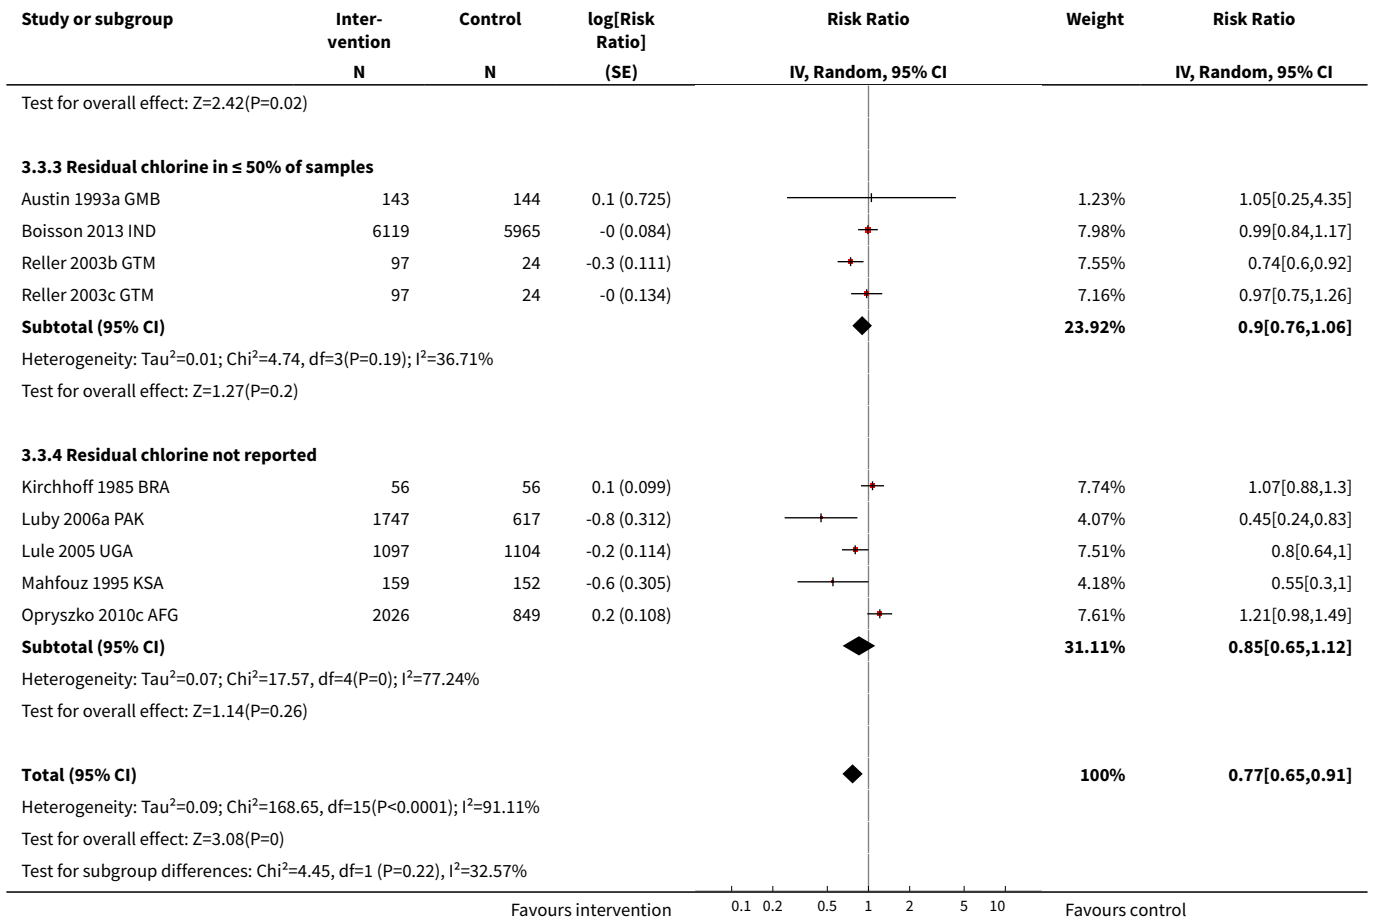 Study or subgroup Inter- Control log[Risk Risk Ratio Weight Risk Ratio
vention Ratio]
N N (SE) IV, Random, 95% CI IV, Random, 95% CI
Test for overall effect: Z=2.42(P=0.02)
3.3.3 Residual chlorine in ≤ 50% of samples
Austin 1993a GMB 143 144 0.1 (0.725) 1.23% 1.05[0.25,4.35]
Boisson 2013 IND 6119 5965 -0 (0.084) 7.98% 0.99[0.84,1.17]
Reller 2003b GTM 97 24 -0.3 (0.111) 7.55% 0.74[0.6,0.92]
Reller 2003c GTM 97 24 -0 (0.134) 7.16% 0.97[0.75,1.26]
Subtotal (95% CI) 23.92% 0.9[0.76,1.06]
Heterogeneity: Tau²=0.01; Chi²=4.74, df=3(P=0.19); I²=36.71%
Test for overall effect: Z=1.27(P=0.2)
3.3.4 Residual chlorine not reported
Kirchhoff 1985 BRA 56 56 0.1 (0.099) 7.74% 1.07[0.88,1.3]
Luby 2006a PAK 1747 617 -0.8 (0.312) 4.07% 0.45[0.24,0.83]
Lule 2005 UGA 1097 1104 -0.2 (0.114) 7.51% 0.8[0.64,1]
Mahfouz 1995 KSA 159 152 -0.6 (0.305) 4.18% 0.55[0.3,1]
Opryszko 2010c AFG 2026 849 0.2 (0.108) 7.61% 1.21[0.98,1.49]
Subtotal (95% CI) 31.11% 0.85[0.65,1.12]
Heterogeneity: Tau²=0.07; Chi²=17.57, df=4(P=0); I²=77.24%
Test for overall effect: Z=1.14(P=0.26)
Total (95% CI) 100% 0.77[0.65,0.91]
Heterogeneity: Tau²=0.09; Chi²=168.65, df=15(P<0.0001); I²=91.11%
Test for overall effect: Z=3.08(P=0)
Test for subgroup differences: Chi²=4.45, df=1 (P=0.22), I²=32.57%
Favours intervention 0.1 0.2 0.5 1 2 5 10 Favours control